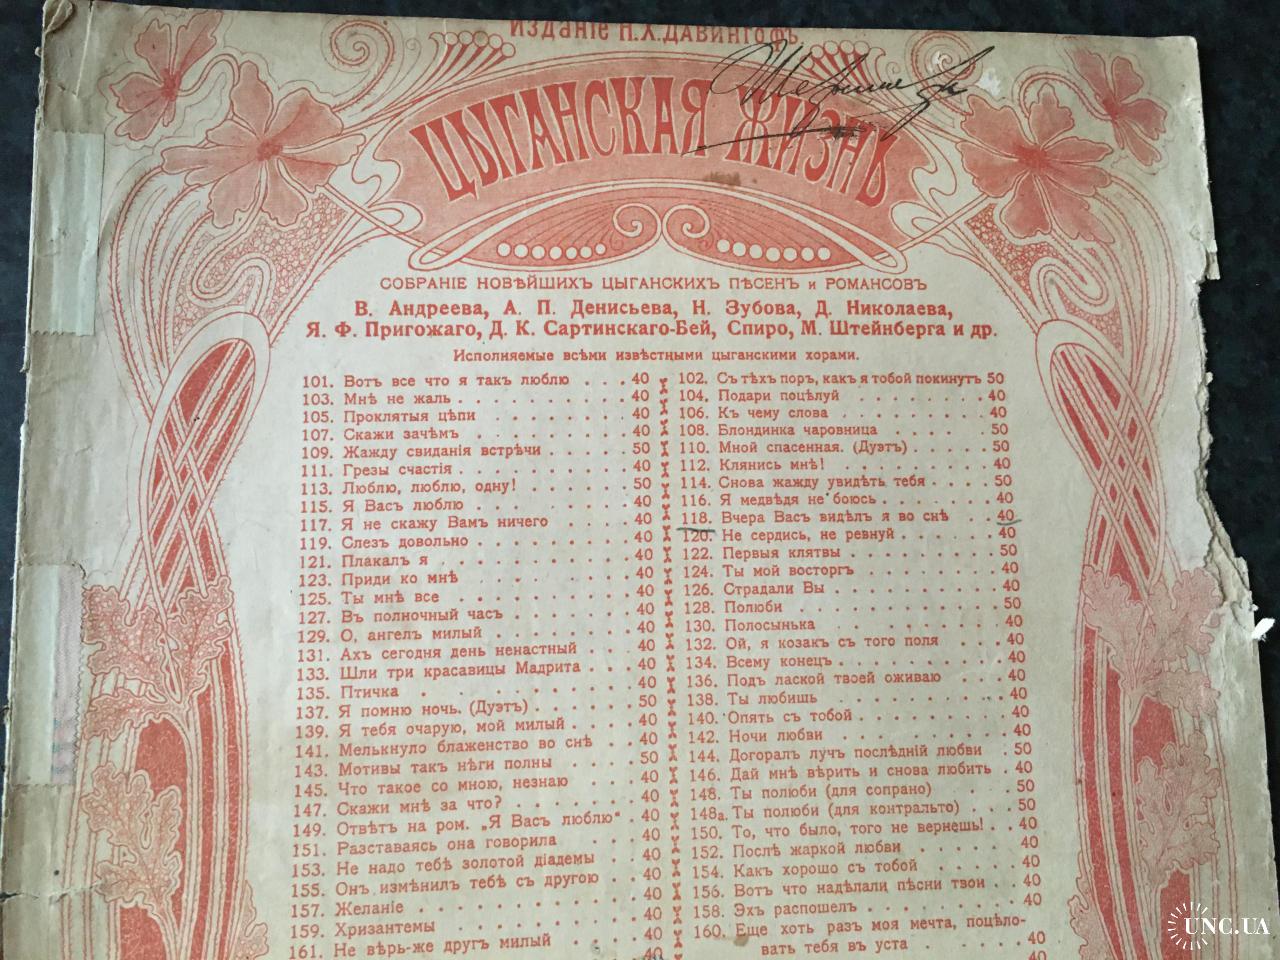 Изданіе Н.Х.Давингофъ
ЦЫГАНСКАЯ ЖИЗНЬ
СОБРАНІЕ НОВѢЙШИХЪ ЦЫГАНСКИХЪ ПѢСЕНЪ и РОМАНСОВЪ
В. Андреева, А. П. Денисьева, Н. Зубова, Д. Николаева,
Я. Ф. Пригожаго, Д. К. Сартинскаго-Бей, Спиро, М. Штейнберга и др.
Исполняемые всѣми извѣстными цыганскими хорами.
101. Вотъ все что я такъ люблю . . . 40
103. Мнѣ не жаль . . . 40
105. Проклятыя цѣпи . . . 40
107. Скажи зачѣмъ . . . 40
109. Жажду свиданія встрѣчи . . . 50
111. Грезы счастія . . . 40
113. Люблю, люблю, одну! . . . 50
115. Я Васъ люблю . . . 40
117. Я не скажу Вамъ ничего . . . 40
119. Слезъ довольно . . . 40
121. Плакалъ я . . . 40
123. Приди ко мнѣ . . . 40
125. Ты мнѣ все . . . 40
127. Въ полночный часъ . . . 40
129. О, ангелъ милый . . . 40
131. Ахъ сегодня день ненастный . . . 40
133. Шли три красавицы Мадрита . . . 40
135. Птичка . . . 40
137. Я помню ночь. (Дуэтъ) . . . 50
139. Я тебя очарую, мой милый . . . 40
141. Мелькнуло блаженство во снѣ . . 40
143. Мотивы такъ нѣги полны . . . 50
145. Что такое со мною, незнаю . . . 40
147. Скажи мнѣ за что? . . . 40
149. Отвѣтъ на ром. „Я Васъ люблю“ . 40
151. Разставаясь она говорила . . . 40
153. Не надо тебѣ золотой діадемы . . 40
155. Онъ измѣнилъ тебѣ съ другою . . 40
157. Желаніе . . . 40
159. Хризантемы . . . 40
161. Не вѣрь-же другъ милый . . . 40
102. Съ тѣхъ поръ, какъ я тобой покинутъ 50
104. Подари поцѣлуй . . . 40
106. Къ чему слова . . . 40
108. Блондинка чаровница . . . 50
110. Мной спасенная. (Дуэтъ) . . . 50
112. Клянись мнѣ! . . . 40
114. Снова жажду увидѣть тебя . . . 50
116. Я медвѣдя не боюсь . . . 40
118. Вчера Васъ видѣлъ я во снѣ . . 40
120. Не сердись, не ревнуй . . . 40
122. Первыя клятвы . . . 50
124. Ты мой восторгъ . . . 40
126. Страдали Вы . . . 40
128. Полюби . . . 50
130. Полосынька . . . 40
132. Ой, я козакъ съ того поля . . . 40
134. Всему конецъ . . . 40
136. Подъ лаской твоей оживаю . . . 40
138. Ты любишь . . . 40
140. Опять съ тобой . . . 40
142. Ночи любви . . . 40
144. Догоралъ лучъ послѣдній любви . 50
146. Дай мнѣ вѣрить и снова любить . 40
148. Ты полюби (для сопрано) . . . 50
148а. Ты полюби (для контральто) . . . 50
150. То, что было, того не вернешь! . . 40
152. Послѣ жаркой любви . . . 40
154. Какъ хорошо съ тобой . . . 40
156. Вотъ что надѣлали пѣсни твои . . 40
158. Эхъ распошелъ . . . 40
160. Еще хоть разъ моя мечта, поцѣло-
вать тебя въ уста . . . 40
UNC.UA